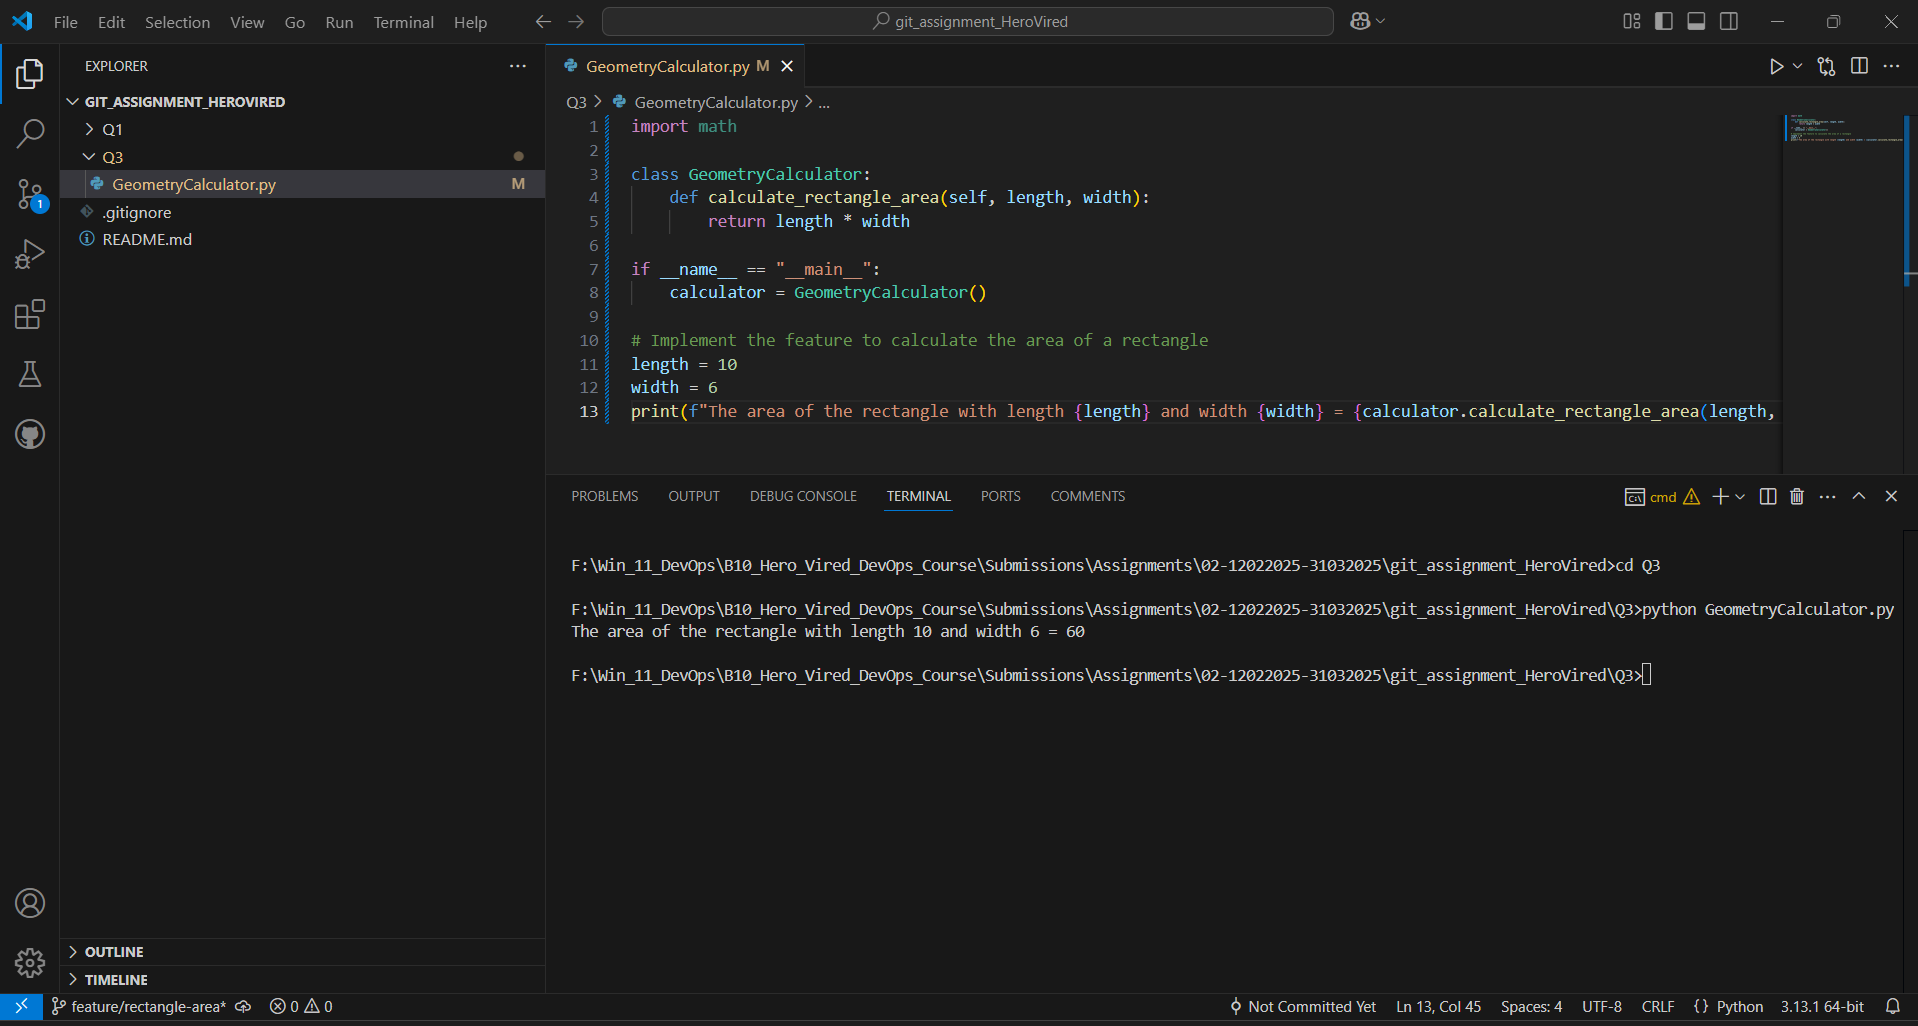 File Edit Selection View Go Run Terminal Help
git_assignment_HeroVired
EXPLORER
GIT_ASSIGNMENT_HEROVIRED
Q1
Q3
GeometryCalculator.py M
.gitignore
README.md
1
OUTLINE
TIMELINE
GeometryCalculator.py M
Q3 > GeometryCalculator.py > ...
1 import math
2
3 class GeometryCalculator:
4 def calculate_rectangle_area(self, length, width):
5 return length * width
6
7 if __name__ == "__main__":
8 calculator = GeometryCalculator()
9
10 # Implement the feature to calculate the area of a rectangle
11 length = 10
12 width = 6
13 print(f"The area of the rectangle with length {length} and width {width} = {calculator.calculate_rectangle_area(length,
PROBLEMS OUTPUT DEBUG CONSOLE TERMINAL PORTS COMMENTS
cmd
F:\Win_11_DevOps\B10_Hero_Vired_DevOps_Course\Submissions\Assignments\02-12022025-31032025\git_assignment_HeroVired>cd Q3
F:\Win_11_DevOps\B10_Hero_Vired_DevOps_Course\Submissions\Assignments\02-12022025-31032025\git_assignment_HeroVired\Q3>python GeometryCalculator.py
The area of the rectangle with length 10 and width 6 = 60
F:\Win_11_DevOps\B10_Hero_Vired_DevOps_Course\Submissions\Assignments\02-12022025-31032025\git_assignment_HeroVired\Q3>
feature/rectangle-area* 0 0 Not Committed Yet Ln 13, Col 45 Spaces: 4 UTF-8 CRLF {} Python 3.13.1 64-bit